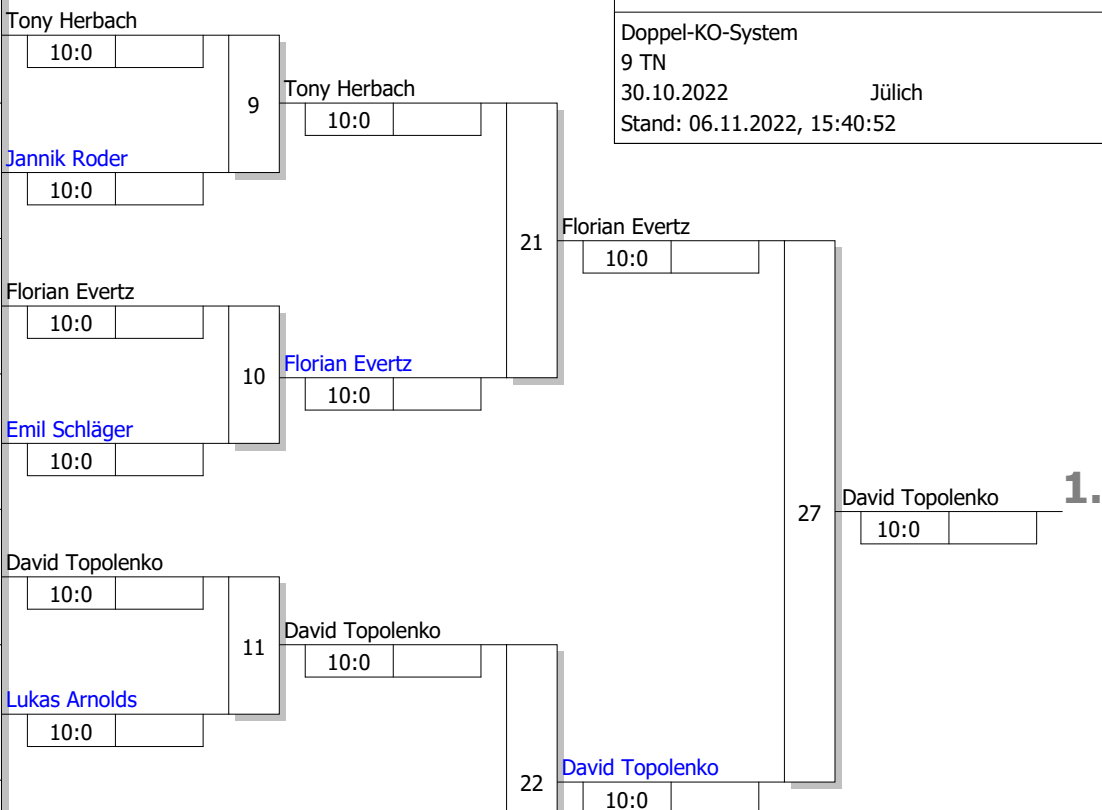 Tony Herbach
10:0
9
Jannik Roder
10:0
Tony Herbach
10:0
Florian Evertz
10:0
10
Emil Schläger
10:0
Florian Evertz
10:0
21
David Topolenko
10:0
11
Lukas Arnolds
10:0
David Topolenko
10:0
22
Florian Evertz
10:0
27
David Topolenko
10:0
David Topolenko 1.
10:0
Doppel-KO-System
9 TN
30.10.2022 Jülich
Stand: 06.11.2022, 15:40:52